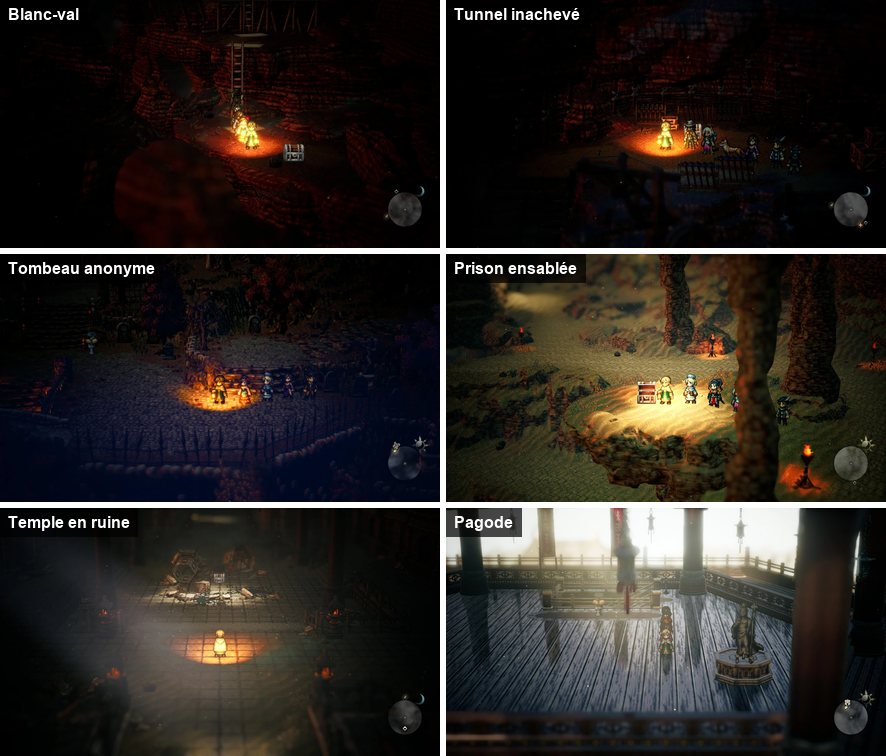 Blanc-val
Tunnel inachevé
Tombeau anonyme
Prison ensablée
Temple en ruine
Pagode